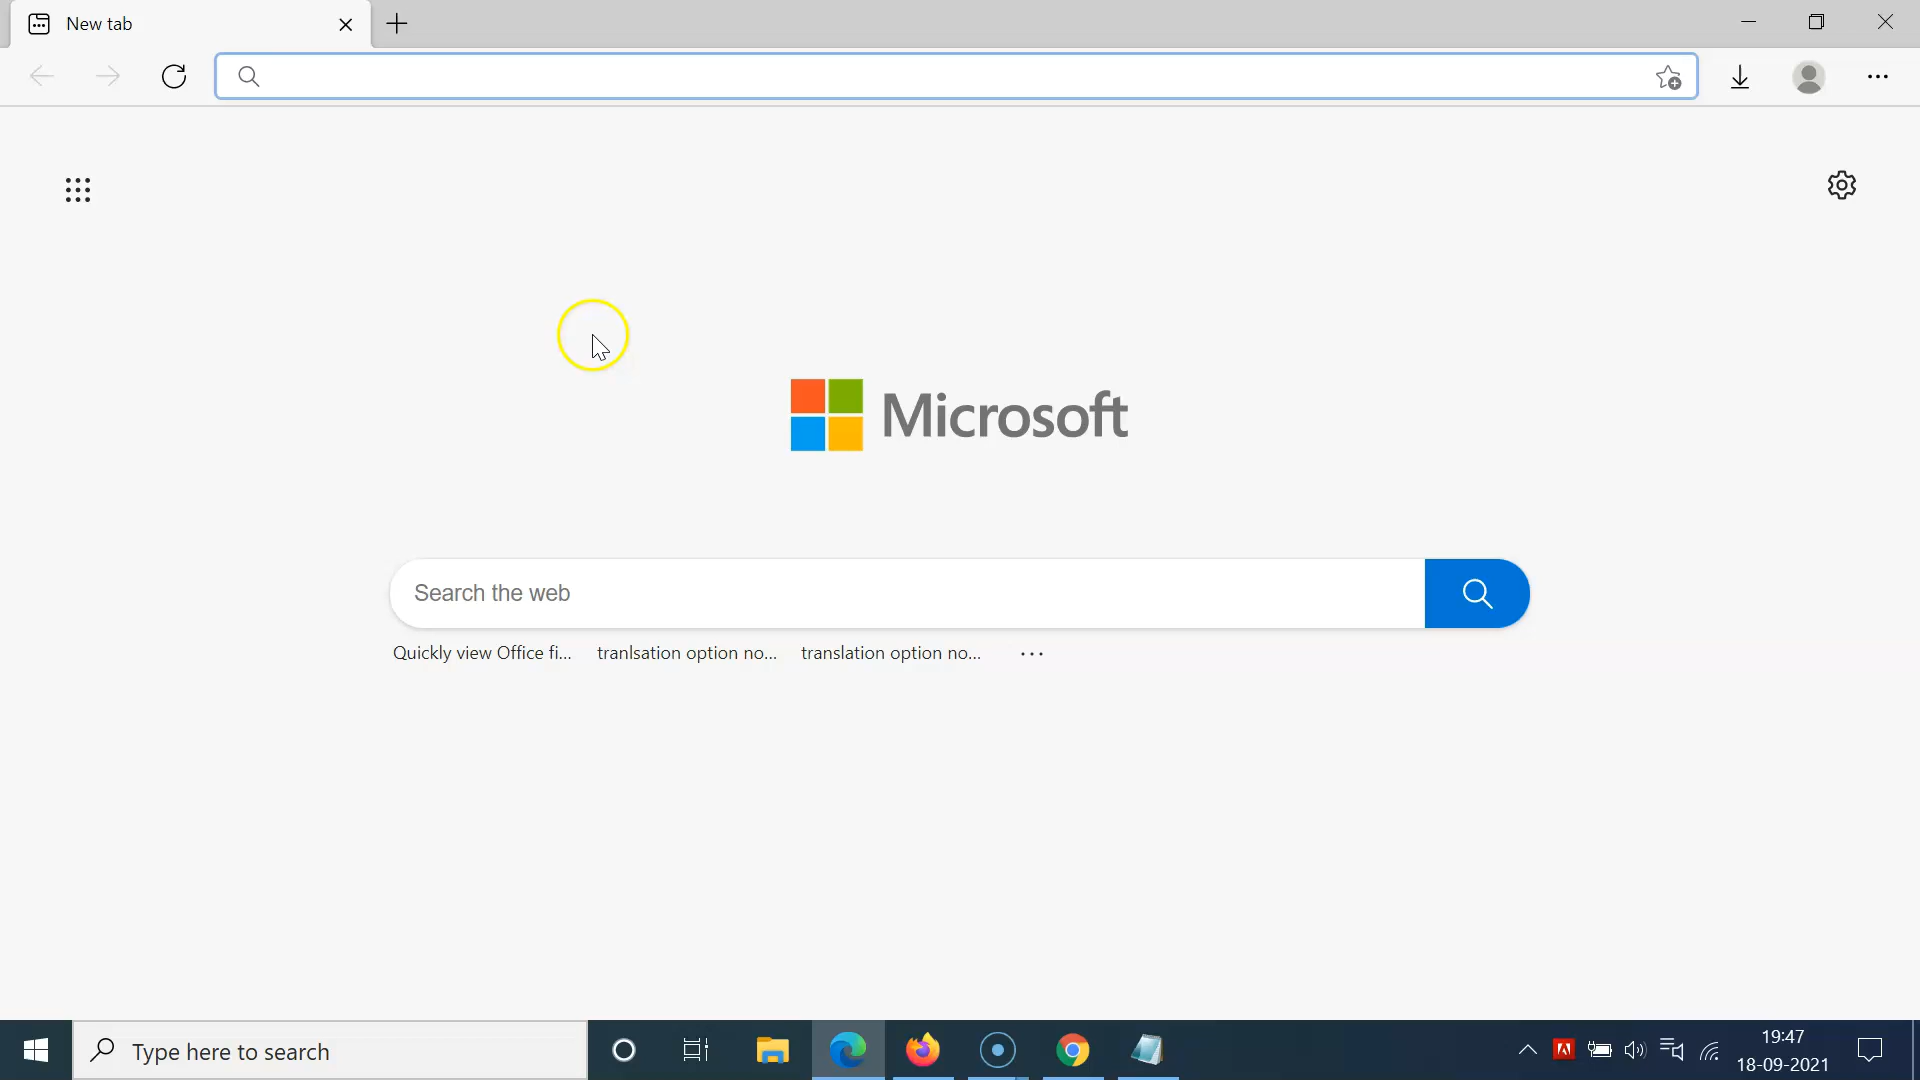 New tab
Microsoft
Search the web
Quickly view Office fi... tranlsation option no... translation option no...
Type here to search
19:47
18-09-2021